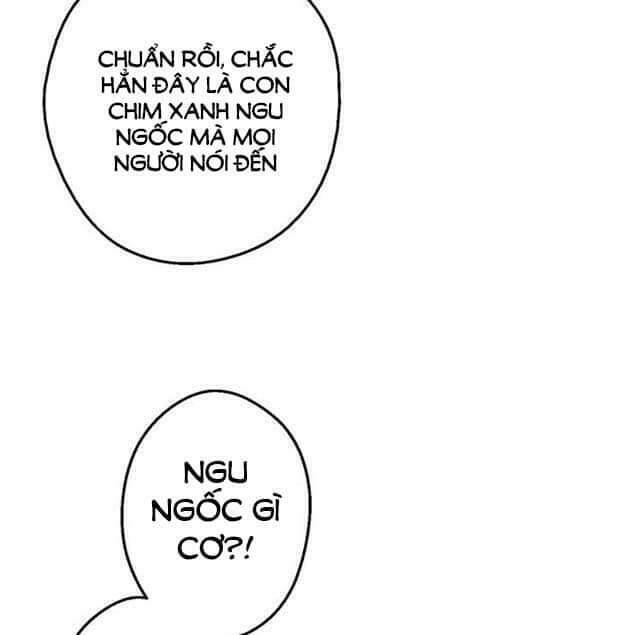 CHUẨN RỒI, CHẮC
HẲN ĐÂY LÀ CON
CHIM XANH NGU
NGỐC MÀ MỌI
NGƯỜI NÓI ĐẾN
NGU
NGỐC GÌ
CƠ?!